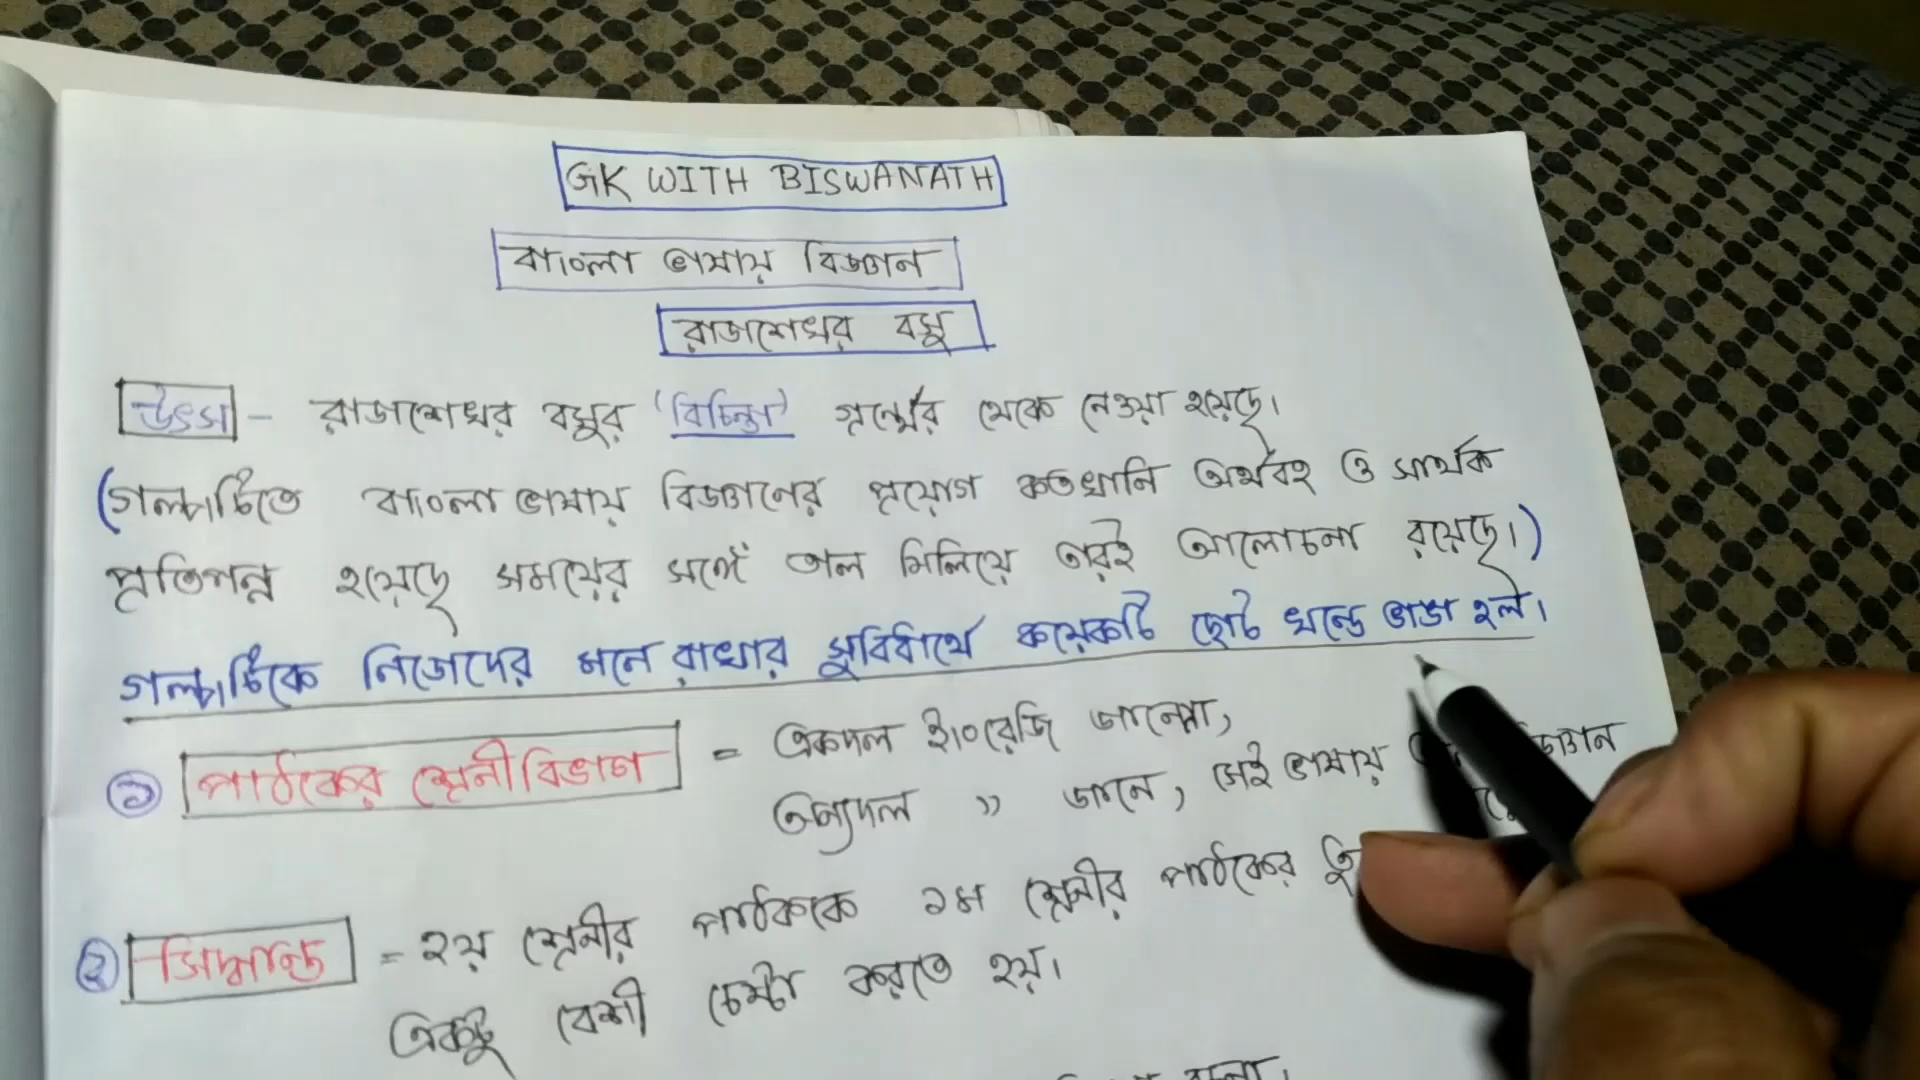 GK WITH BISWANATH
বাংলা ভাষায় বিজ্ঞান
রাজশেখর বসু
উৎস - রাজশেখর বসুর 'বিচিন্তা' গ্রন্থের থেকে নেওয়া হয়েছে।
(গল্পটিতে বাংলা ভাষায় বিজ্ঞানের প্রয়োগ কতখানি অর্থবহ ও সার্থক
প্রতিপন্ন হয়েছে সময়ের সঙ্গে তাল মিলিয়ে তারই আলোচনা রয়েছে।)
গল্পটিকে নিজেদের মনে রাখার সুবিধার্থে কয়েকটি ছোট খন্ডে ভাঙা হল।
① পাঠকের শ্রেনীবিভাগ = একদল ইংরেজি জানেনা,
অন্যদল " জানে, সেই ভাষায়
② সিদ্ধান্ত = ২য় শ্রেনীর পাঠককে ১ম শ্রেনীর পাঠকের
একটু বেশী চেষ্টা করতে হয়।